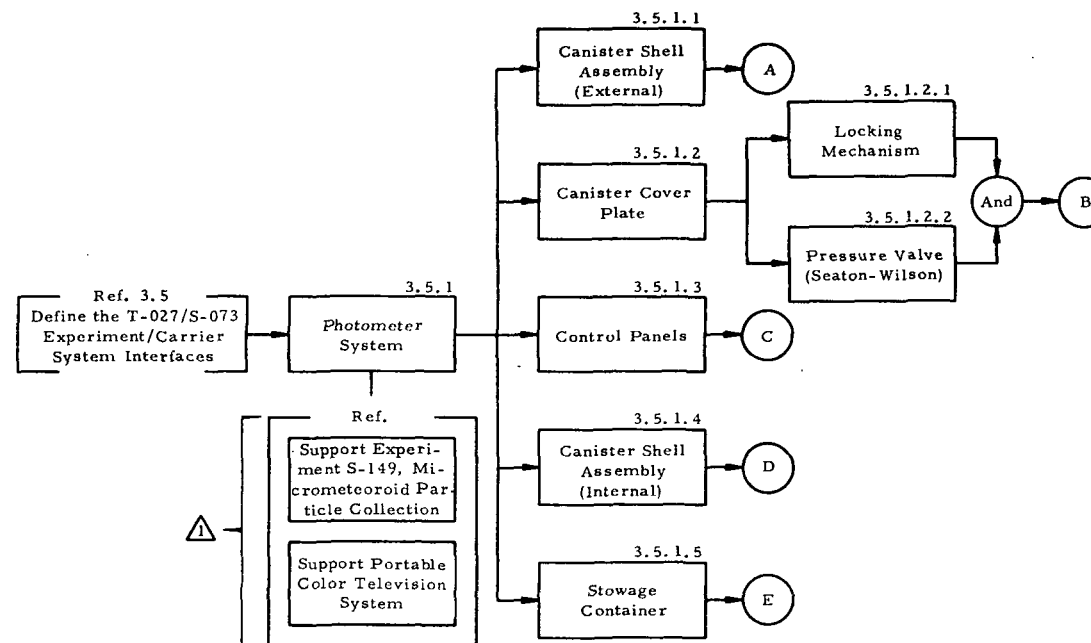 3.5.1.1
Canister Shell
Assembly
(External)
A
3.5.1.2.1
Locking
Mechanism
3.5.1.2
Canister Cover
Plate
And
B
3.5.1.2.2
Pressure Valve
(Seaton-Wilson)
Ref. 3.5
Define the T-027/S-073
Experiment/Carrier
System Interfaces
3.5.1
Photometer
System
3.5.1.3
Control Panels
C
Ref.
Support Experi-
ment S-149, Mi-
crometeoroid Par-
ticle Collection
1
Support Portable
Color Television
System
3.5.1.4
Canister Shell
Assembly
(Internal)
D
3.5.1.5
Stowage
Container
E